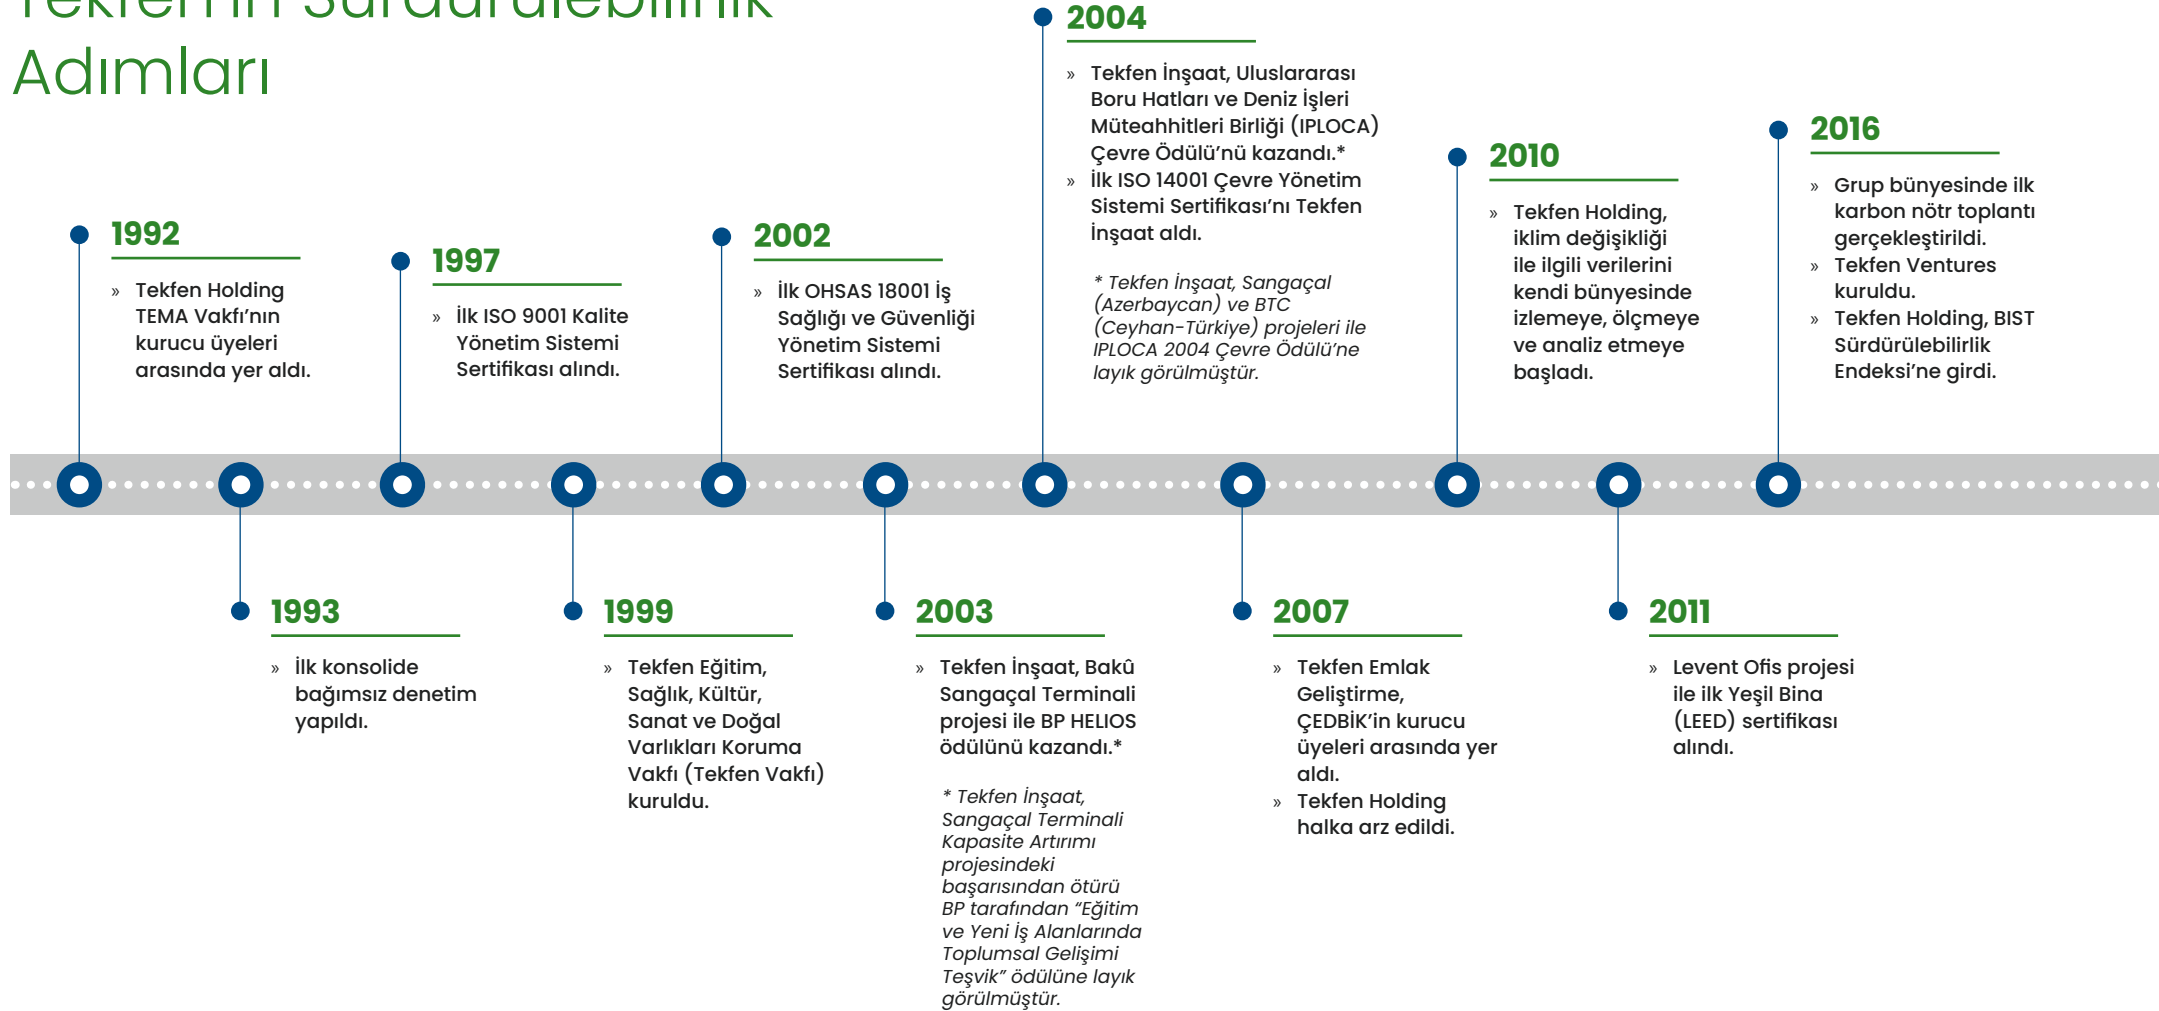 Tekfen'in Sürdürülebilirlik
Adımları
1992
» Tekfen Holding
TEMA Vakfı’nın
kurucu üyeleri
arasında yer aldı.
1993
» İlk konsolide
bağımsız denetim
yapıldı.
1997
» İlk ISO 9001 Kalite
Yönetim Sistemi
Sertifikası alındı.
1999
» Tekfen Eğitim,
Sağlık, Kültür,
Sanat ve Doğal
Varlıkları Koruma
Vakfı (Tekfen Vakfı)
kuruldu.
2002
» İlk OHSAS 18001 İş
Sağlığı ve Güvenliği
Yönetim Sistemi
Sertifikası alındı.
2003
» Tekfen İnşaat, Bakû
Sangaçal Terminali
projesi ile BP HELIOS
ödülünü kazandı.*
* Tekfen İnşaat,
Sangaçal Terminali
Kapasite Artırımı
projesindeki
başarısından ötürü
BP tarafından “Eğitim
ve Yeni İş Alanlarında
Toplumsal Gelişimi
Teşvik” ödülüne layık
görülmüştür.
2004
» Tekfen İnşaat, Uluslararası
Boru Hatları ve Deniz İşleri
Müteahhitleri Birliği (IPLOCA)
Çevre Ödülü’nü kazandı.*
» İlk ISO 14001 Çevre Yönetim
Sistemi Sertifikası’nı Tekfen
İnşaat aldı.
* Tekfen İnşaat, Sangaçal
(Azerbaycan) ve BTC
(Ceyhan-Türkiye) projeleri ile
IPLOCA 2004 Çevre Ödülü’ne
layık görülmüştür.
2007
» Tekfen Emlak
Geliştirme,
ÇEDBİK’in kurucu
üyeleri arasında yer
aldı.
» Tekfen Holding
halka arz edildi.
2010
» Tekfen Holding,
iklim değişikliği
ile ilgili verilerini
kendi bünyesinde
izlemeye, ölçmeye
ve analiz etmeye
başladı.
2011
» Levent Ofis projesi
ile ilk Yeşil Bina
(LEED) sertifikası
alındı.
2016
» Grup bünyesinde ilk
karbon nötr toplantı
gerçekleştirildi.
» Tekfen Ventures
kuruldu.
» Tekfen Holding, BIST
Sürdürülebilirlik
Endeksi’ne girdi.